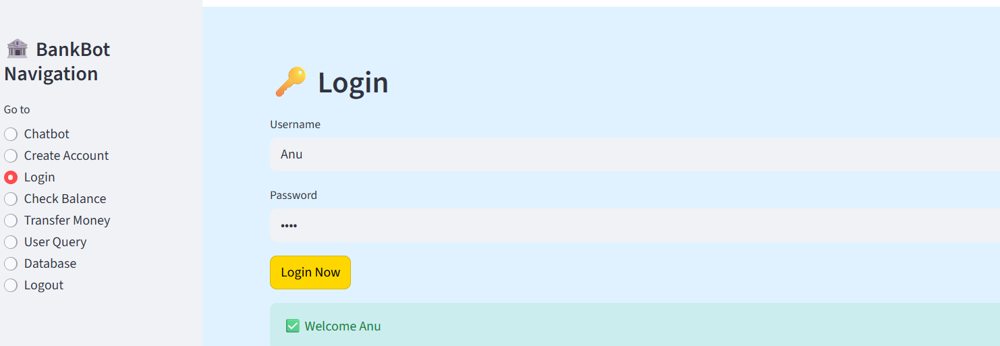 🏦 BankBot
Navigation
Go to
Chatbot
Create Account
Login
Check Balance
Transfer Money
User Query
Database
Logout
🔑 Login
Username
Anu
Password
••••
Login Now
✅ Welcome Anu